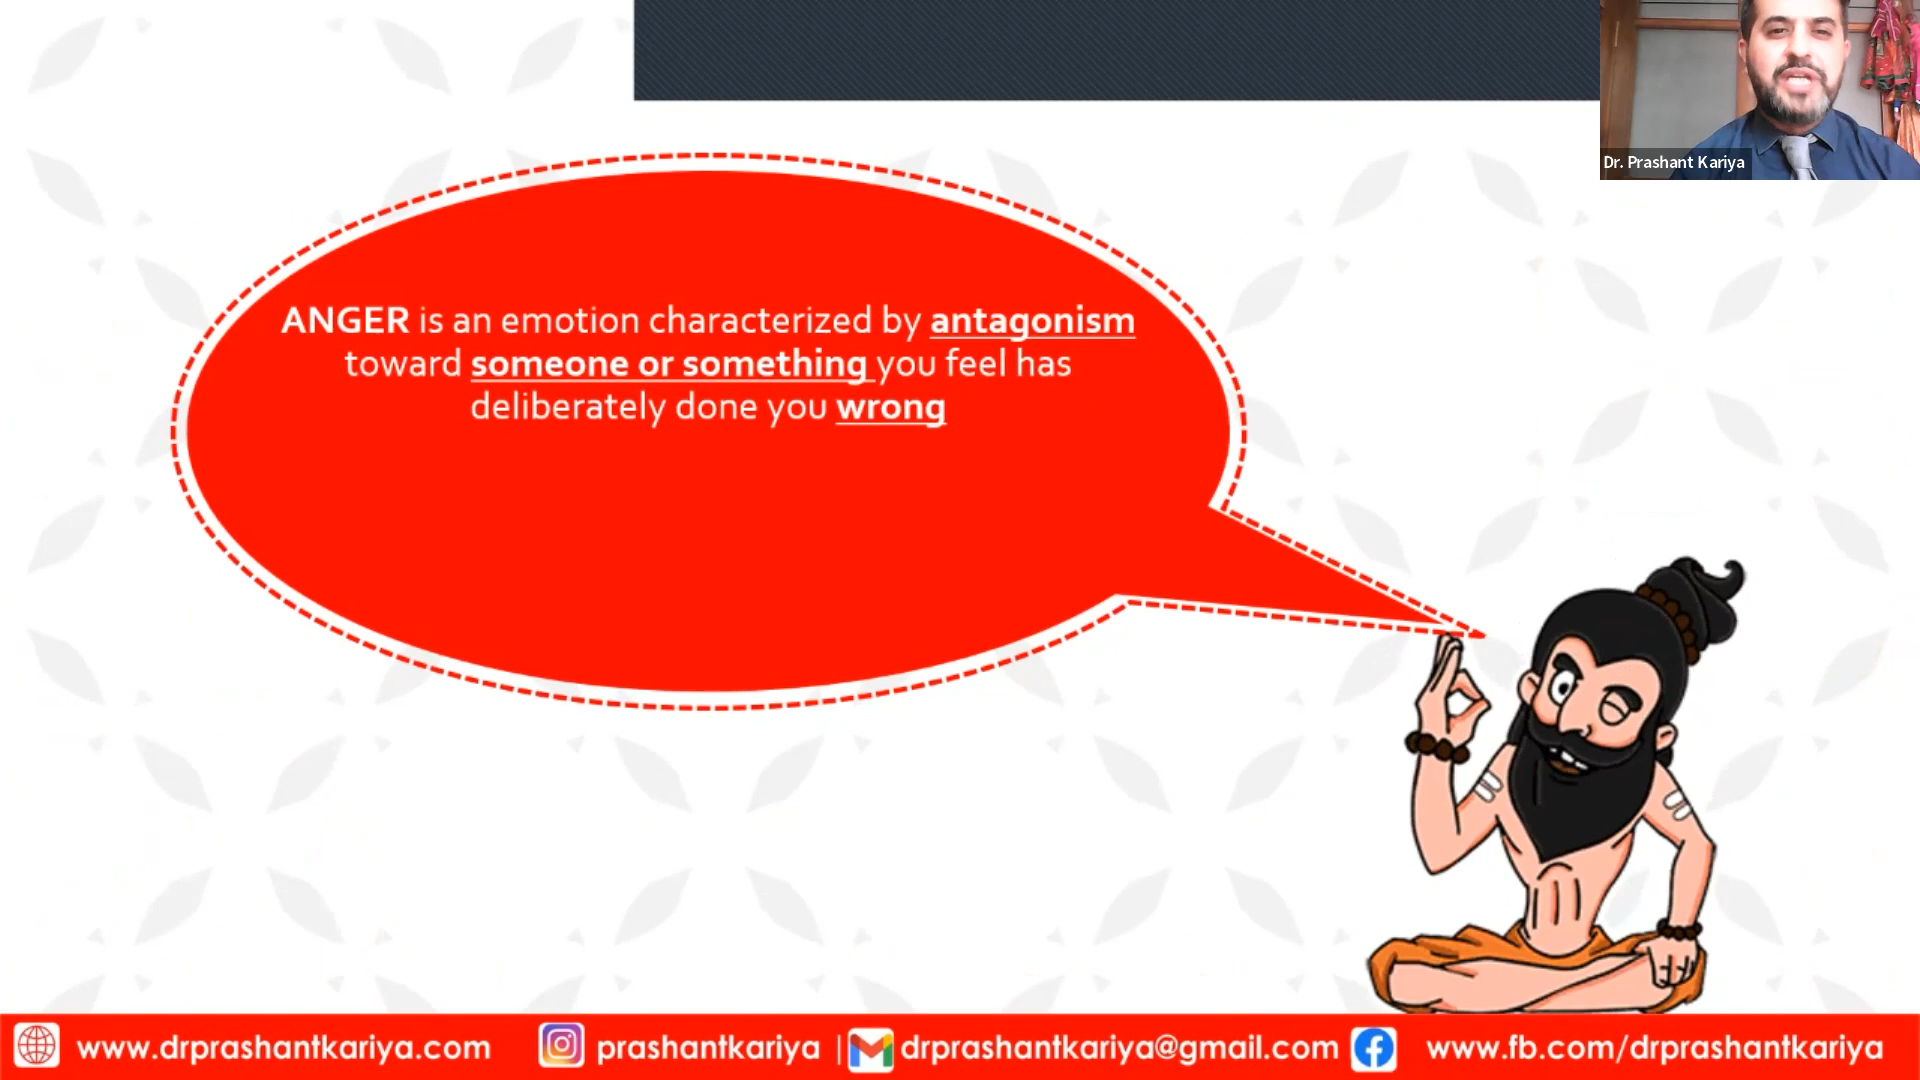 Dr. Prashant Kariya
ANGER is an emotion characterized by antagonism
toward someone or something you feel has
deliberately done you wrong
www.drprashantkariya.com prashantkariya | drprashantkariya@gmail.com www.fb.com/drprashantkariya